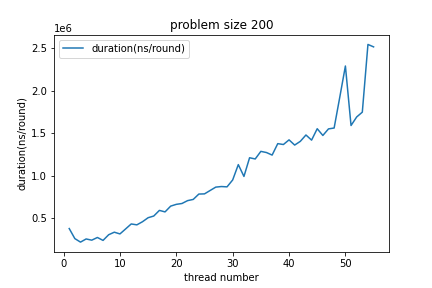 problem size 200
1e6
duration(ns/round)
2.5
2.0
1.5
1.0
0.5
duration(ns/round)
0 10 20 30 40 50
thread number